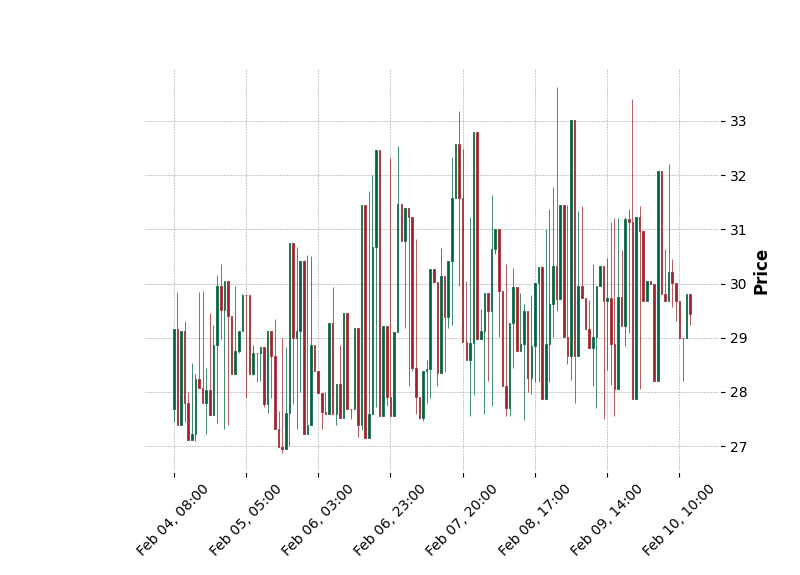 33
32
31
30
29
28
27
Price
Feb 04, 08:00
Feb 05, 05:00
Feb 06, 03:00
Feb 06, 23:00
Feb 07, 20:00
Feb 08, 17:00
Feb 09, 14:00
Feb 10, 10:00